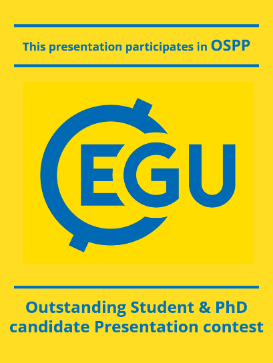 This presentation participates in OSPP
EGU
Outstanding Student & PhD
candidate Presentation contest